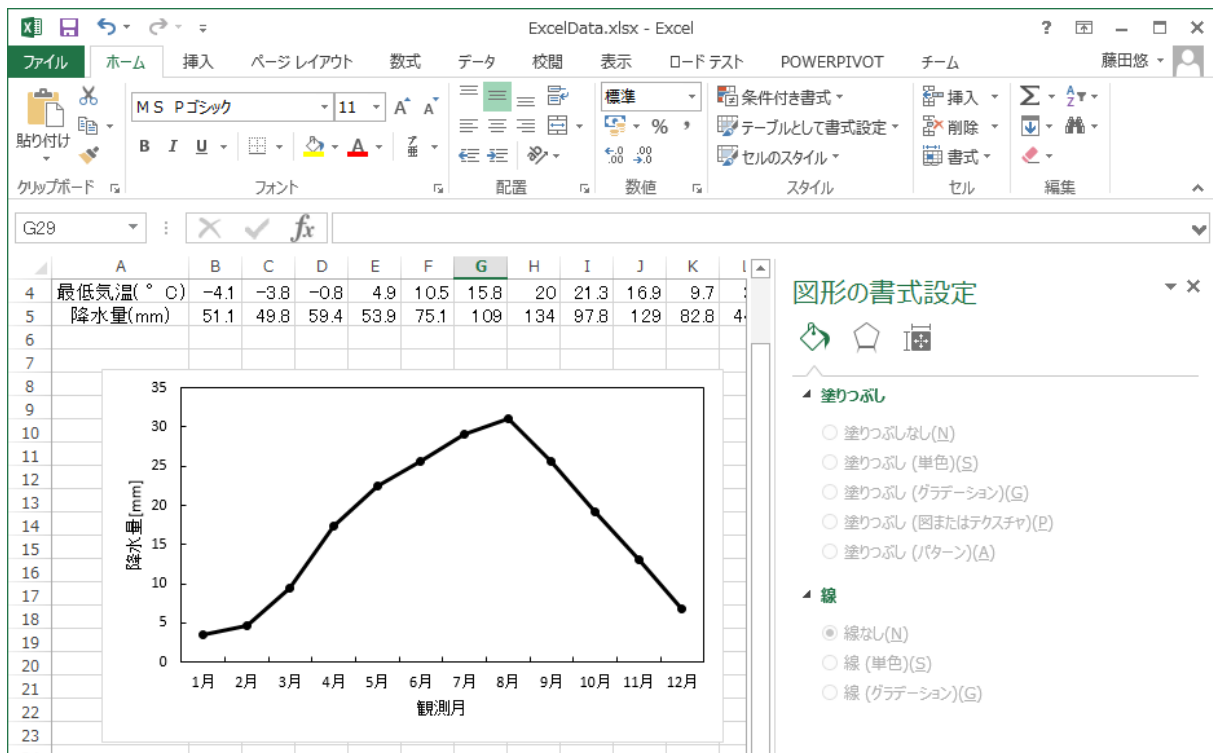 ExcelData.xlsx - Excel
?
ファイル ホーム 挿入 ページ レイアウト 数式 データ 校閲 表示 ロード テスト POWERPIVOT チーム 藤田悠
貼り付け
MS Pゴシック 11 A A
B I U A ア亜
標準
% ,
条件付き書式
テーブルとして書式設定
セルのスタイル
挿入
削除
書式
クリップボード フォント 配置 数値 スタイル セル 編集
G29 fx
A B C D E F G H I J K L
4 最低気温(°C) -4.1 -3.8 -0.8 4.9 10.5 15.8 20 21.3 16.9 9.7
5 降水量(mm) 51.1 49.8 59.4 53.9 75.1 109 134 97.8 129 82.8
6
7
8
9
10
11
12
13
14
15
16
17
18
19
20
21
22
23
35
30
25
20
15
10
5
0
降水量[mm]
1月 2月 3月 4月 5月 6月 7月 8月 9月 10月 11月 12月
観測月
図形の書式設定
塗りつぶし
塗りつぶしなし(N)
塗りつぶし (単色)(S)
塗りつぶし (グラデーション)(G)
塗りつぶし (図またはテクスチャ)(P)
塗りつぶし (パターン)(A)
線
線なし(N)
線 (単色)(S)
線 (グラデーション)(G)